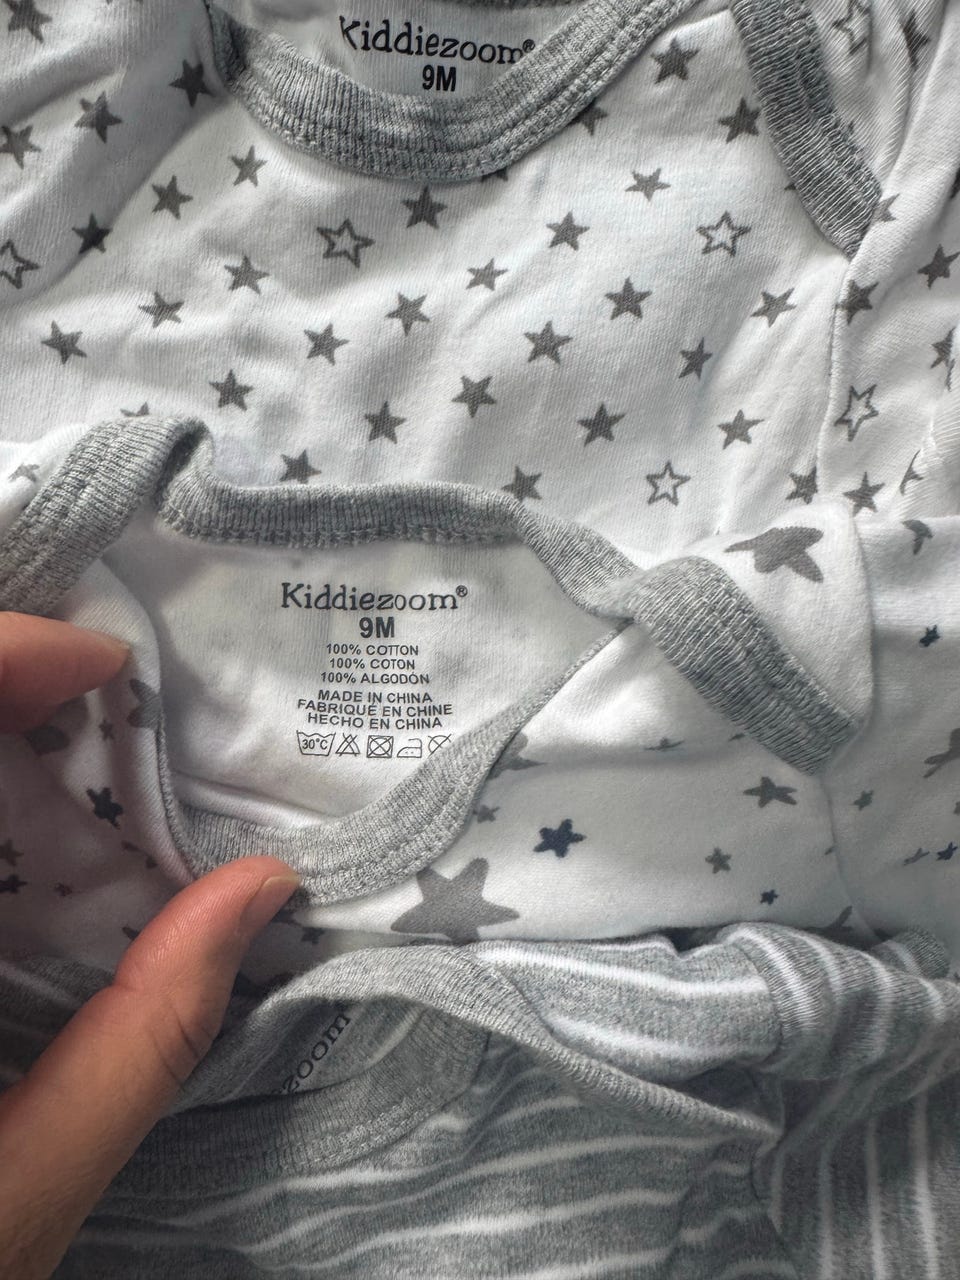 Kiddiezoom®
9M
Kiddiezoom®
9M
100% COTTON
100% COTON
100% ALGODÓN
MADE IN CHINA
FABRIQUÉ EN CHINE
HECHO EN CHINA
30°C
zoom